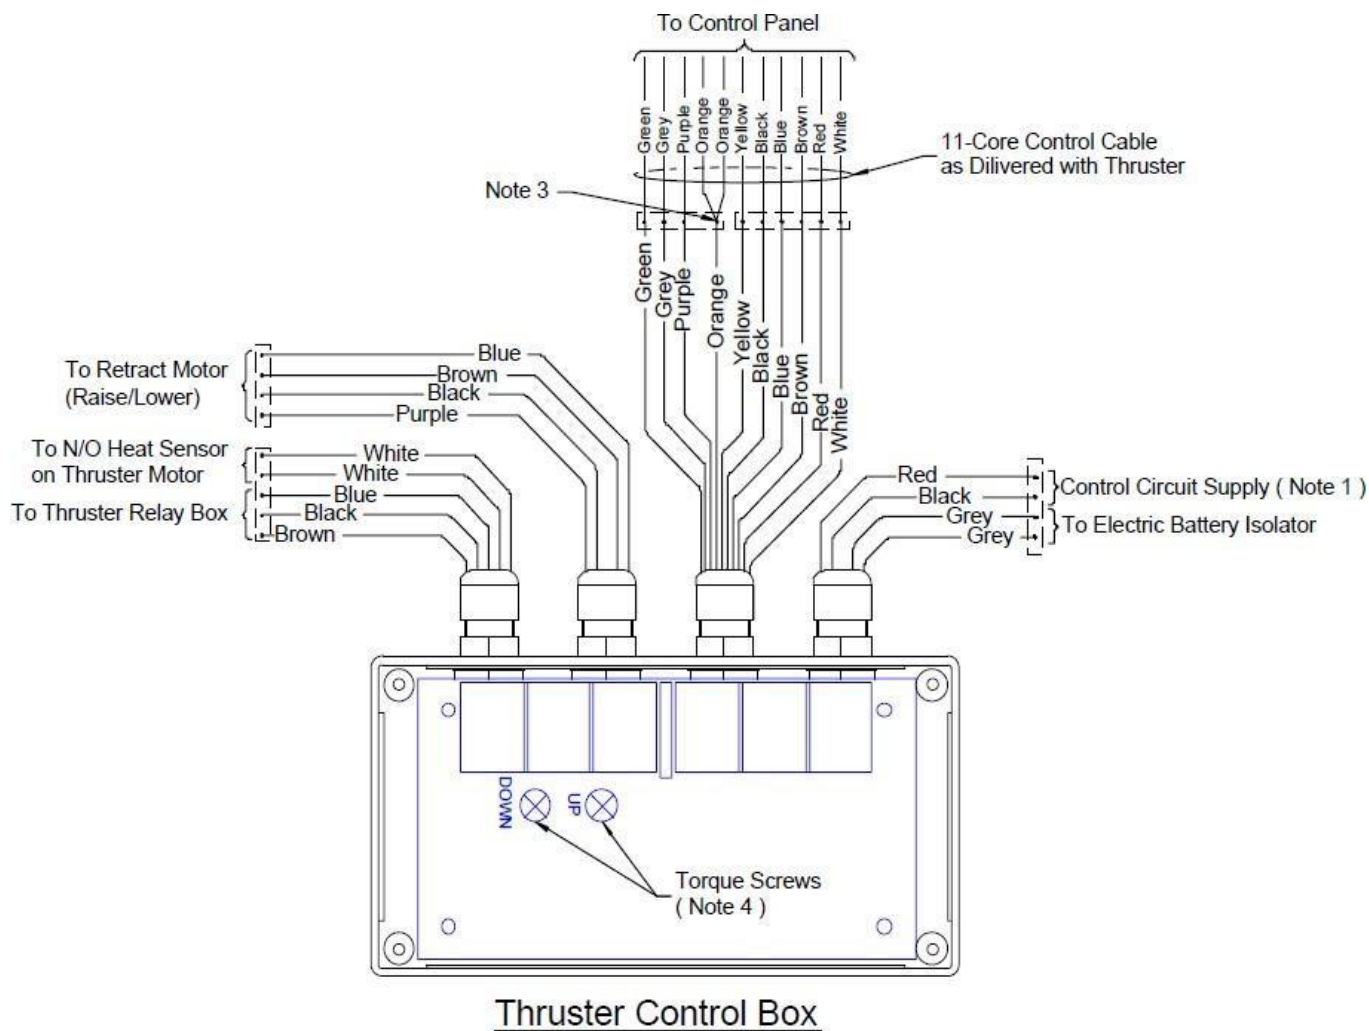 To Control Panel
Green
Grey
Purple
Orange
Orange
Yellow
Black
Blue
Brown
Red
White
11-Core Control Cable
as Dilivered with Thruster
Note 3
Green
Grey
Purple
Orange
Yellow
Black
Blue
Brown
Red
White
To Retract Motor
(Raise/Lower)
Blue
Brown
Black
Purple
To N/O Heat Sensor
on Thruster Motor
White
White
To Thruster Relay Box
Blue
Black
Brown
Red
Black
Grey
Grey
Control Circuit Supply ( Note 1 )
To Electric Battery Isolator
DOWN
UP
Torque Screws
( Note 4 )
Thruster Control Box